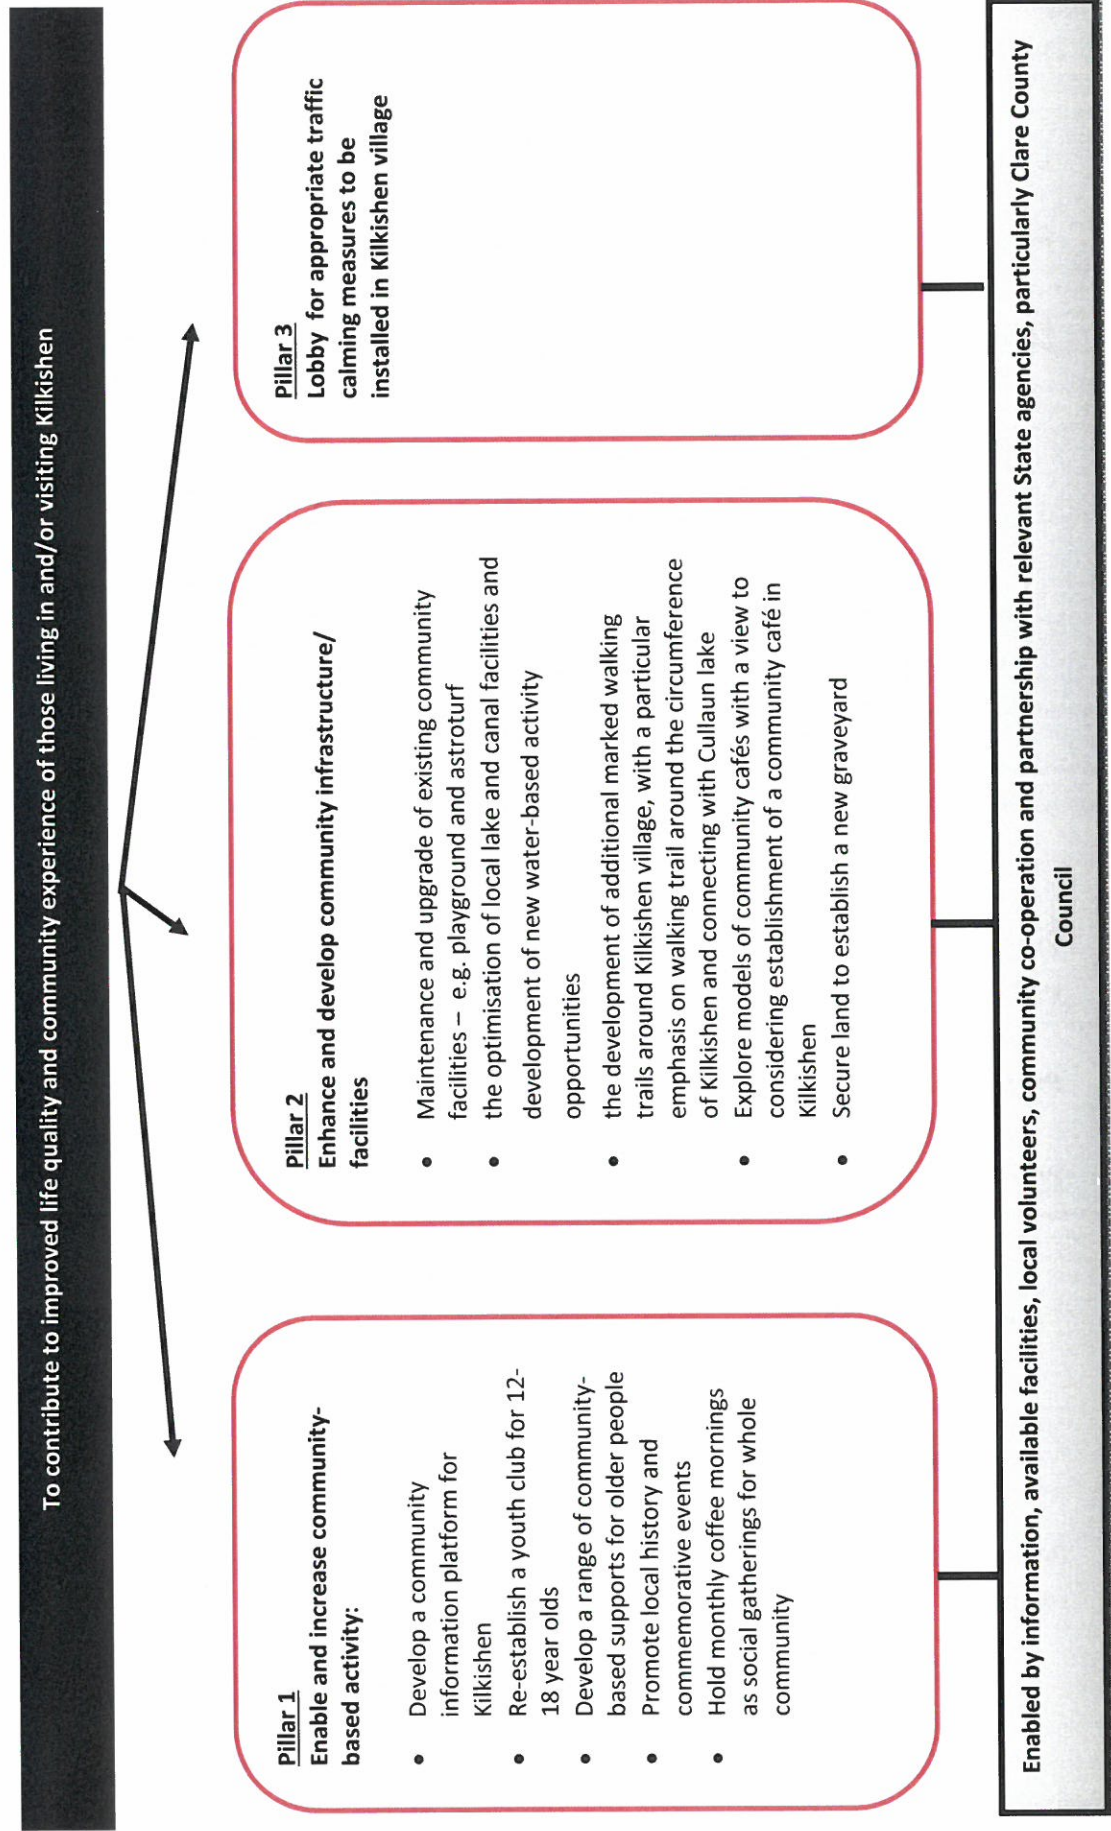 To contribute to improved life quality and community experience of those living in and/or visiting Kilkishen
Pillar 1
Enable and increase community-
based activity:
• Develop a community
information platform for
Kilkishen
• Re-establish a youth club for 12-
18 year olds
• Develop a range of community-
based supports for older people
• Promote local history and
commemorative events
• Hold monthly coffee mornings
as social gatherings for whole
community
Pillar 2
Enhance and develop community infrastructure/
facilities
• Maintenance and upgrade of existing community
facilities – e.g. playground and astroturf
• the optimisation of local lake and canal facilities and
development of new water-based activity
opportunities
• the development of additional marked walking
trails around Kilkishen village, with a particular
emphasis on walking trail around the circumference
of Kilkishen and connecting with Cullaun lake
• Explore models of community cafés with a view to
considering establishment of a community café in
Kilkishen
• Secure land to establish a new graveyard
Pillar 3
Lobby for appropriate traffic
calming measures to be
installed in Kilkishen village
Enabled by information, available facilities, local volunteers, community co-operation and partnership with relevant State agencies, particularly Clare County
Council